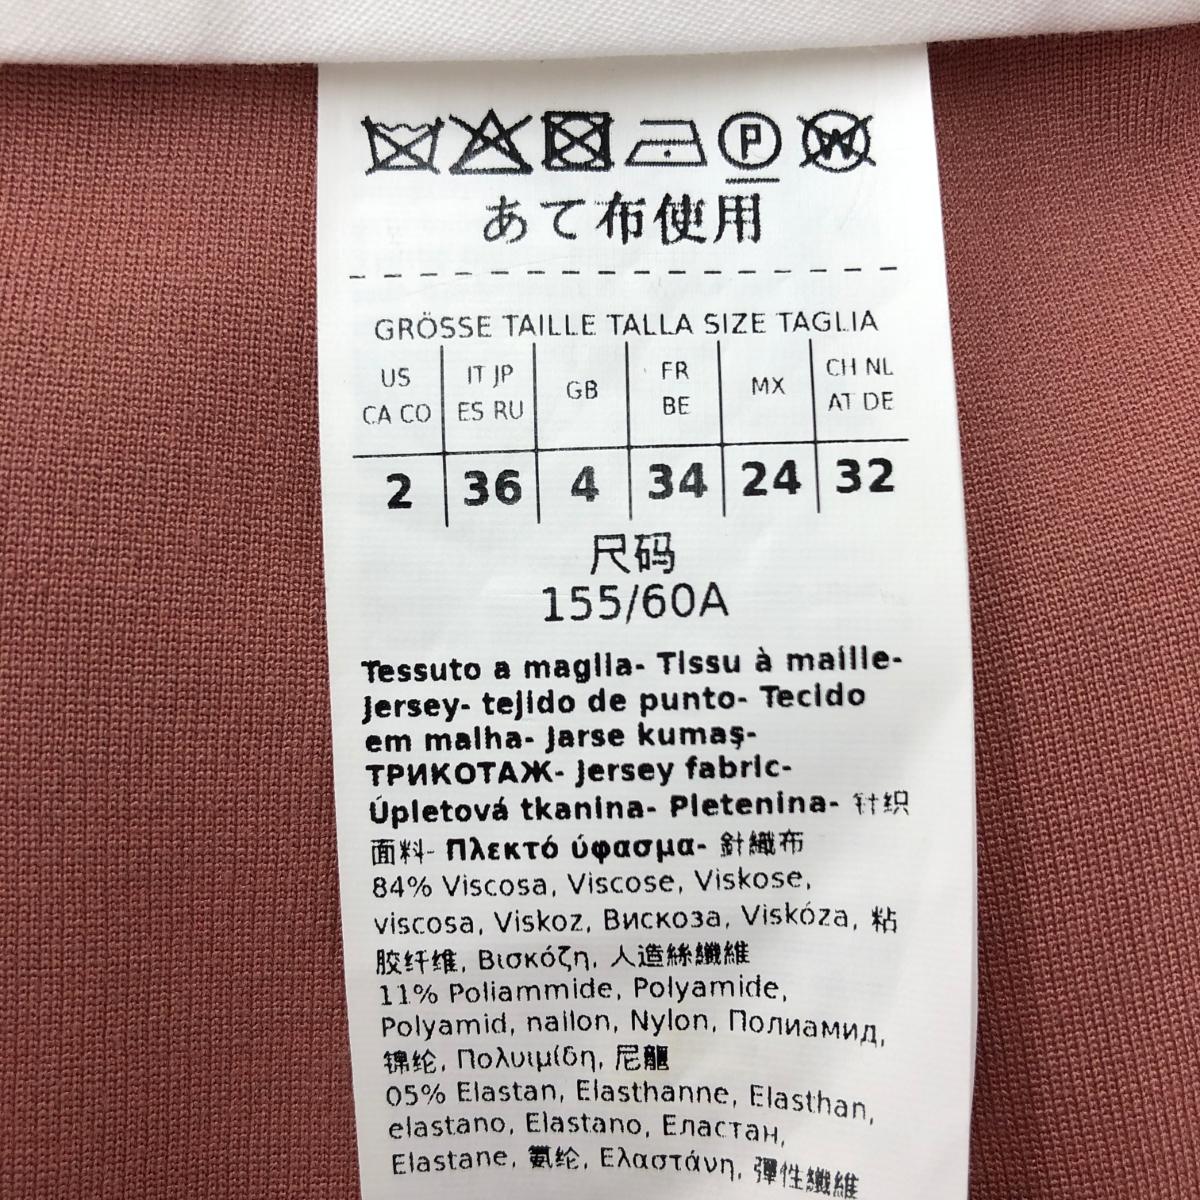 P W
あて布使用
GRÖSSE TAILLE TALLA SIZE TAGLIA
US CA CO IT JP ES RU GB FR BE MX CH NL AT DE
2 36 4 34 24 32
尺码
155/60A
Tessuto a maglia- Tissu à maille-
Jersey- tejido de punto- Tecido
em malha- Jarse kumaş-
ТРИКОТАЖ- Jersey fabric-
Úpletová tkanina- Pletenina- 针织
面料- Πλεκτό ύφασμα- 針織布
84% Viscosa, Viscose, Viskose,
viscosa, Viskoz, Вискоза, Viskóza, 粘
胶纤维, Βισκόζη, 人造絲纖維
11% Poliammide, Polyamide,
Polyamid, nailon, Nylon, Полиамид,
锦纶, Πολυιμίδη, 尼龍
05% Elastan, Elasthanne, Elasthan,
elastano, Elastano, Еластан,
Elastane, 氨纶, Ελαστάνη, 彈性纖維